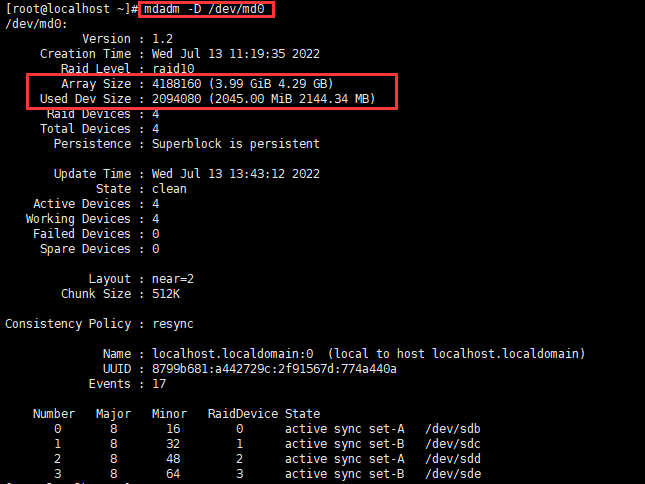 [root@localhost ~]# mdadm -D /dev/md0
/dev/md0:
Version : 1.2
Creation Time : Wed Jul 13 11:19:35 2022
Raid Level : raid10
Array Size : 4188160 (3.99 GiB 4.29 GB)
Used Dev Size : 2094080 (2045.00 MiB 2144.34 MB)
Raid Devices : 4
Total Devices : 4
Persistence : Superblock is persistent
Update Time : Wed Jul 13 13:43:12 2022
State : clean
Active Devices : 4
Working Devices : 4
Failed Devices : 0
Spare Devices : 0
Layout : near=2
Chunk Size : 512K
Consistency Policy : resync
Name : localhost.localdomain:0  (local to host localhost.localdomain)
UUID : 8799b681:a442729c:2f91567d:774a440a
Events : 17
Number   Major   Minor   RaidDevice State
0       8       16        0      active sync set-A   /dev/sdb
1       8       32        1      active sync set-B   /dev/sdc
2       8       48        2      active sync set-A   /dev/sdd
3       8       64        3      active sync set-B   /dev/sde